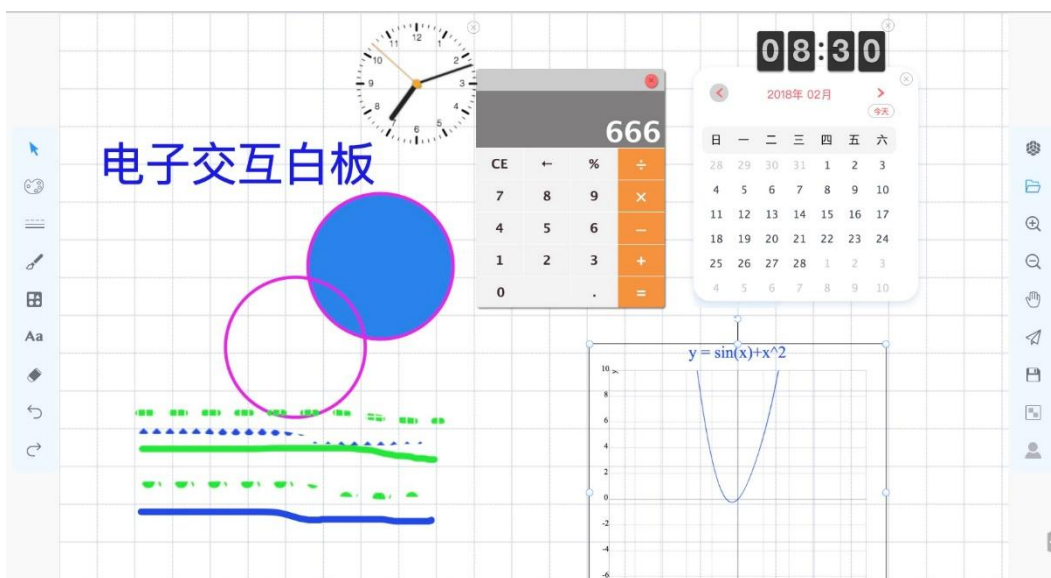 12
1
2
3
4
5
6
7
8
9
10
11
08:30
电子交互白板
666
CE ← % ÷
7 8 9 ×
4 5 6 −
1 2 3 +
0 . =
2018年 02月
今天
日 一 二 三 四 五 六
28 29 30 31 1 2 3
4 5 6 7 8 9 10
11 12 13 14 15 16 17
18 19 20 21 22 23 24
25 26 27 28 1 2 3
4 5 6 7 8 9 10
Aa
y = sin(x)+x^2
y
10
8
6
4
2
0
-2
-4
-6